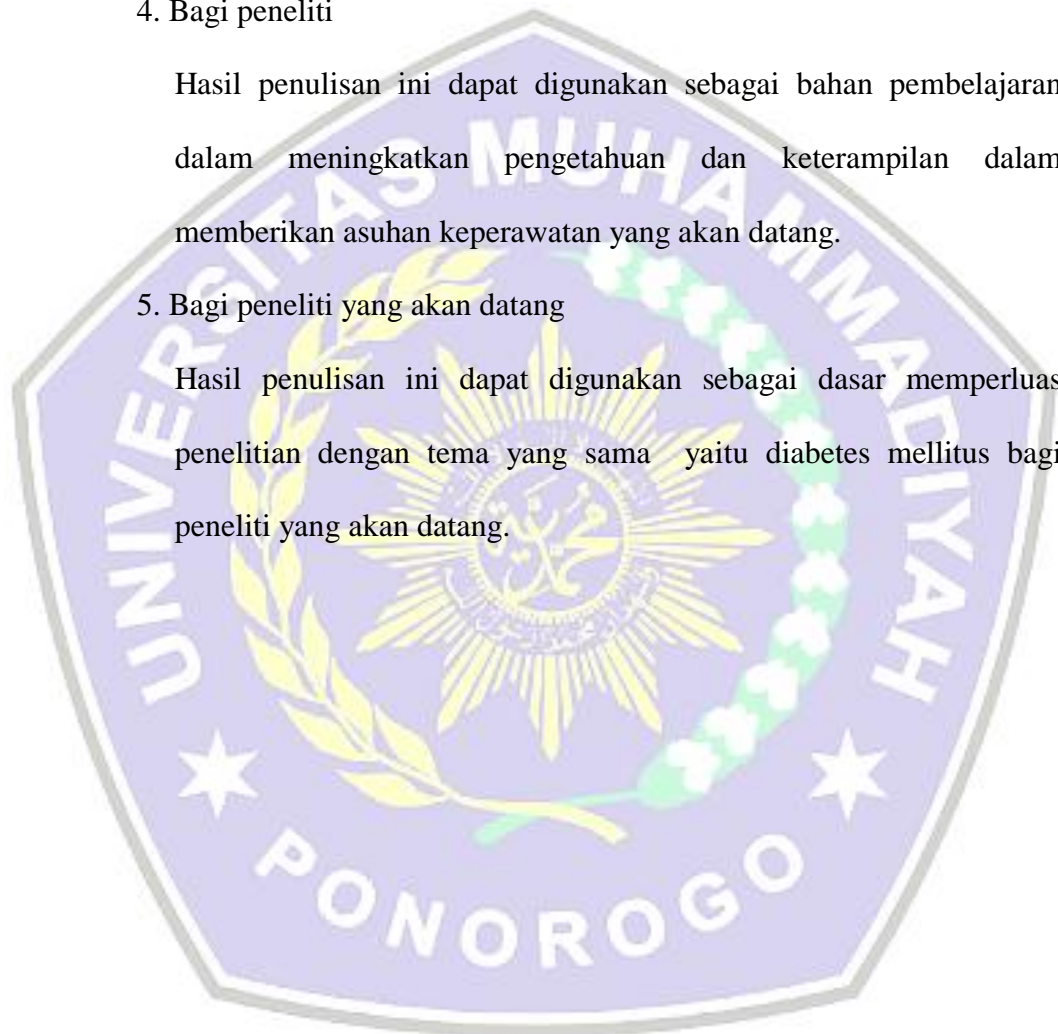 4. Bagi peneliti
Hasil penulisan ini dapat digunakan sebagai bahan pembelajaran
dalam meningkatkan pengetahuan dan keterampilan dalam
memberikan asuhan keperawatan yang akan datang.
5. Bagi peneliti yang akan datang
Hasil penulisan ini dapat digunakan sebagai dasar memperluas
penelitian dengan tema yang sama yaitu diabetes mellitus bagi
peneliti yang akan datang.
UNIVERSITAS MUHAMMADIYAH
PONOROGO